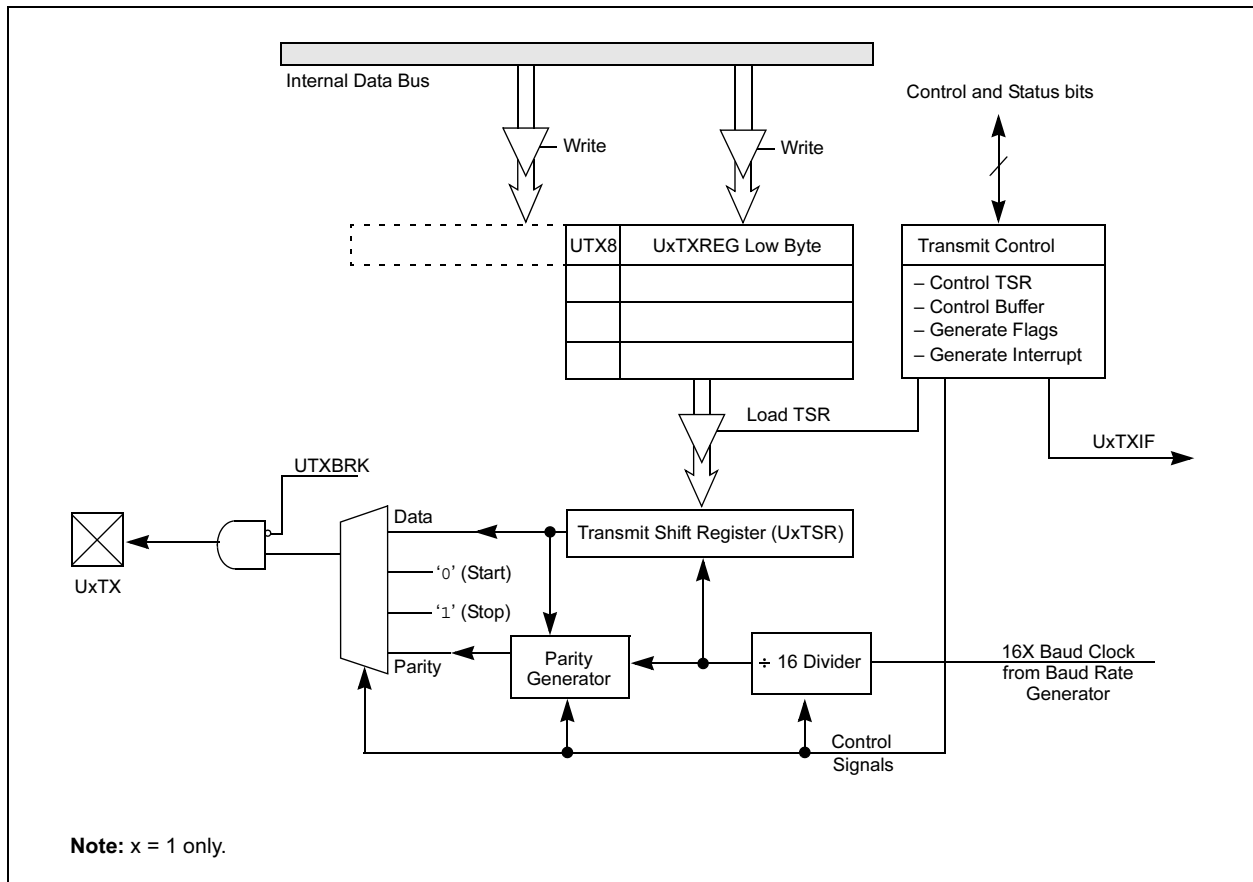 Internal Data Bus
Control and Status bits
Write
Write
UTX8
UxTXREG Low Byte
Transmit Control
– Control TSR
– Control Buffer
– Generate Flags
– Generate Interrupt
Load TSR
UxTXIF
UTXBRK
Data
Transmit Shift Register (UxTSR)
UxTX
‘0’ (Start)
‘1’ (Stop)
Parity
Parity
Generator
÷ 16 Divider
16X Baud Clock
from Baud Rate
Generator
Control
Signals
Note: x = 1 only.